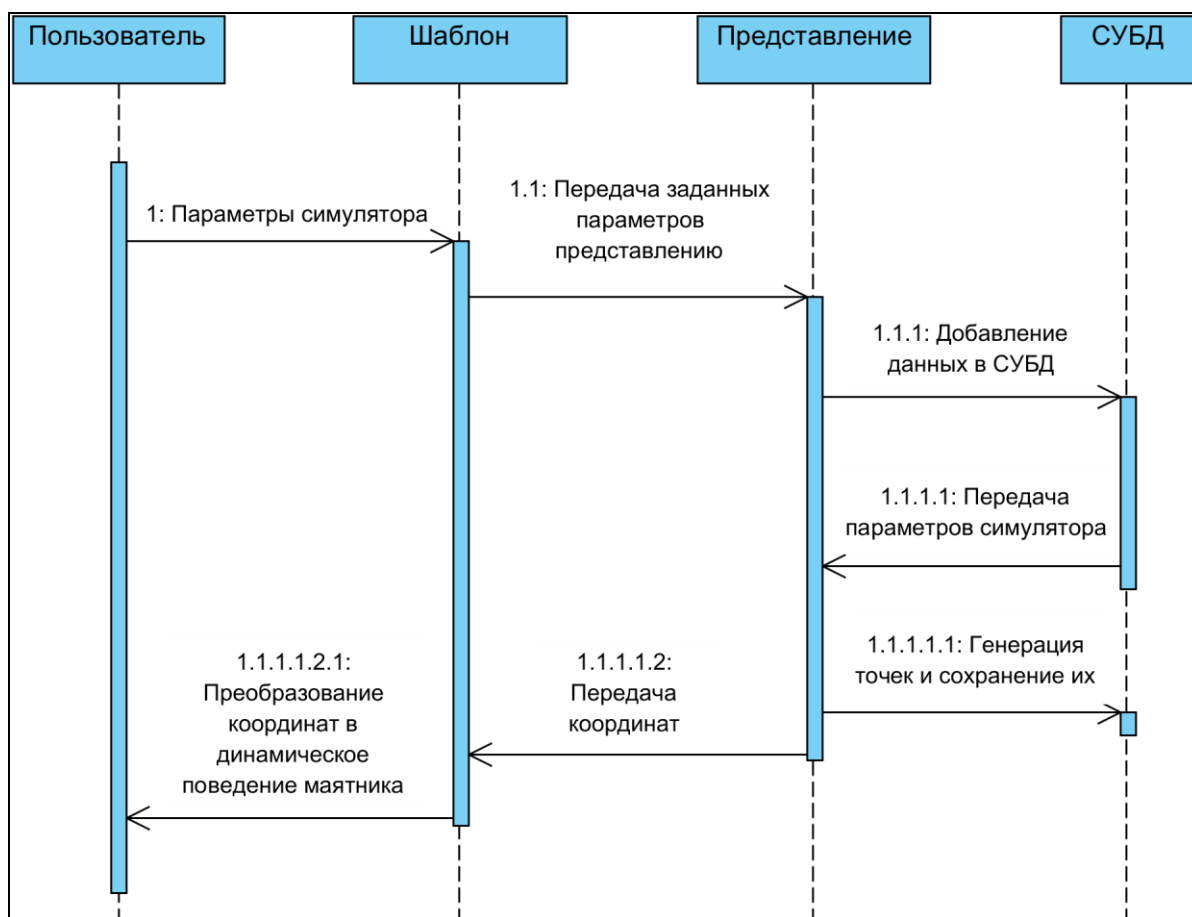 Пользователь
Шаблон
Представление
СУБД
1: Параметры симулятора
1.1: Передача заданных
параметров
представлению
1.1.1: Добавление
данных в СУБД
1.1.1.1: Передача
параметров симулятора
1.1.1.1.1: Генерация
точек и сохранение их
1.1.1.1.2:
Передача
координат
1.1.1.1.2.1:
Преобразование
координат в
динамическое
поведение маятника